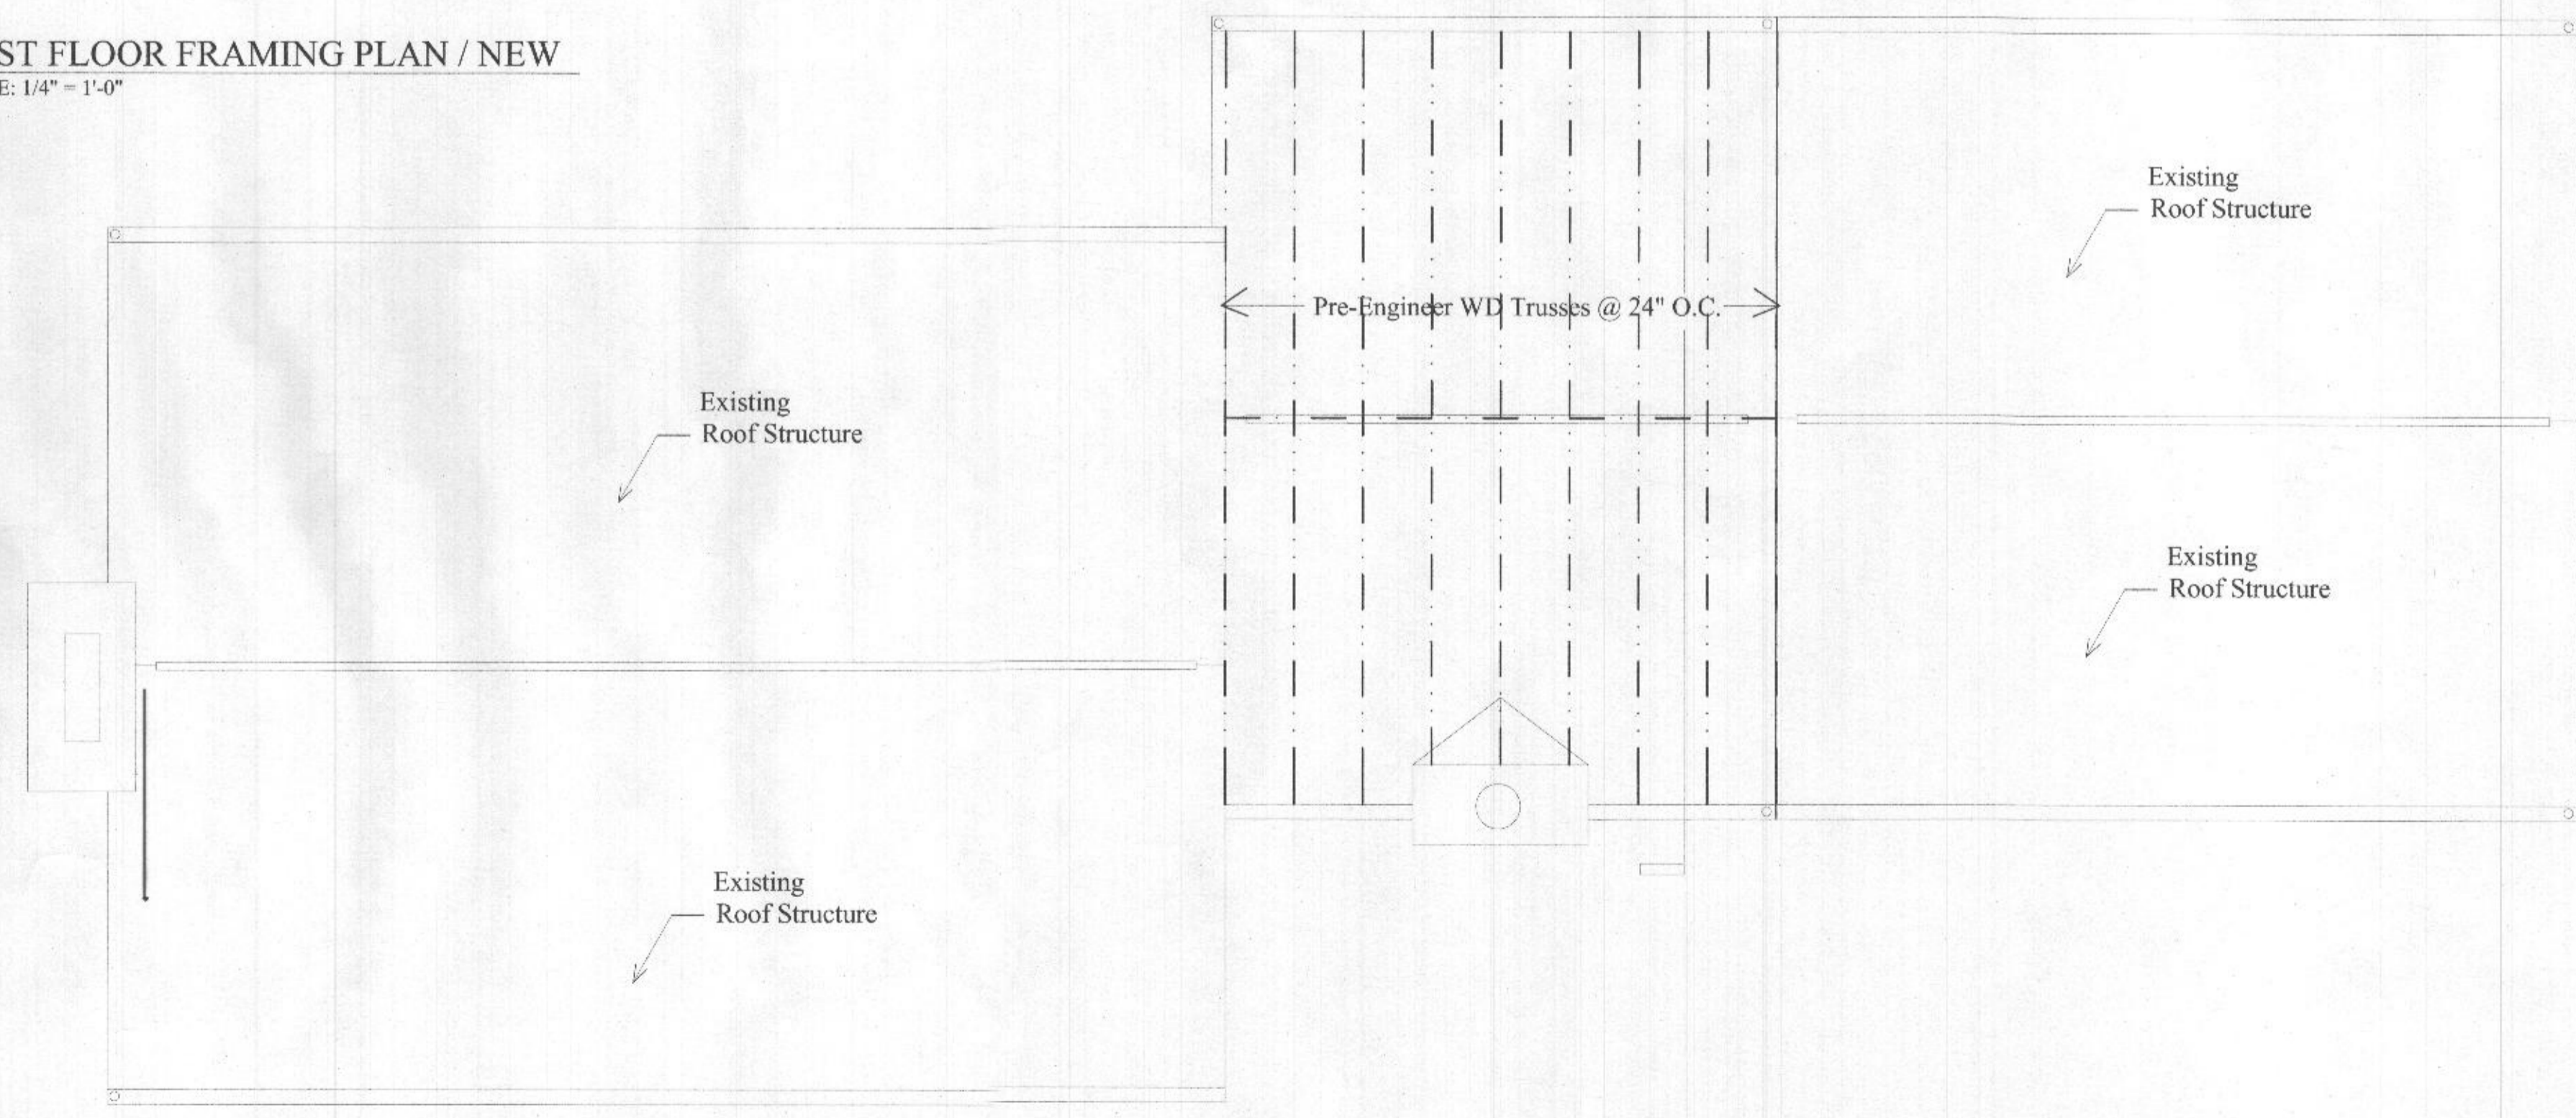 ST FLOOR FRAMING PLAN / NEW
E: 1/4" = 1'-0"
Existing
Roof Structure
Pre-Engineer WD Trusses @ 24" O.C.
Existing
Roof Structure
Existing
Roof Structure
Existing
Roof Structure